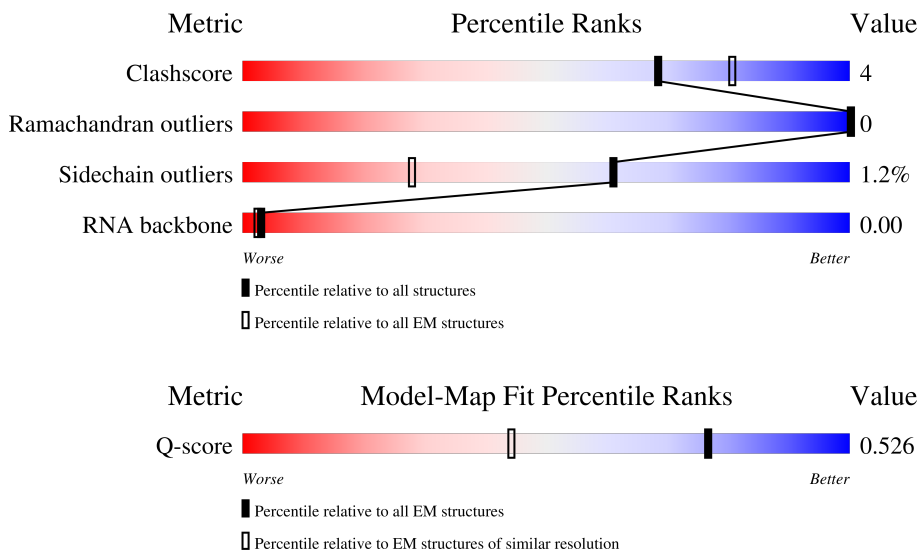 Metric Percentile Ranks Value
Clashscore 4
Ramachandran outliers 0
Sidechain outliers 1.2%
RNA backbone 0.00
Worse Better
Percentile relative to all structures
Percentile relative to all EM structures
Metric Model-Map Fit Percentile Ranks Value
Q-score 0.526
Worse Better
Percentile relative to all EM structures
Percentile relative to EM structures of similar resolution